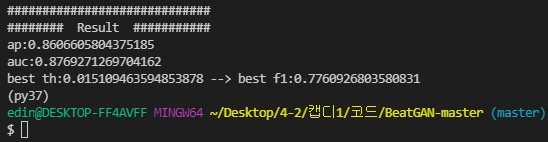 ############################
########  Result  ###########
ap:0.8606605804375185
auc:0.8769271269704162
best th:0.015109463594853878 --> best f1:0.7760926803580831
(py37)
edin@DESKTOP-FF4AVFF MINGW64 ~/Desktop/4-2/캡디1/코드/BeatGAN-master (master)
$